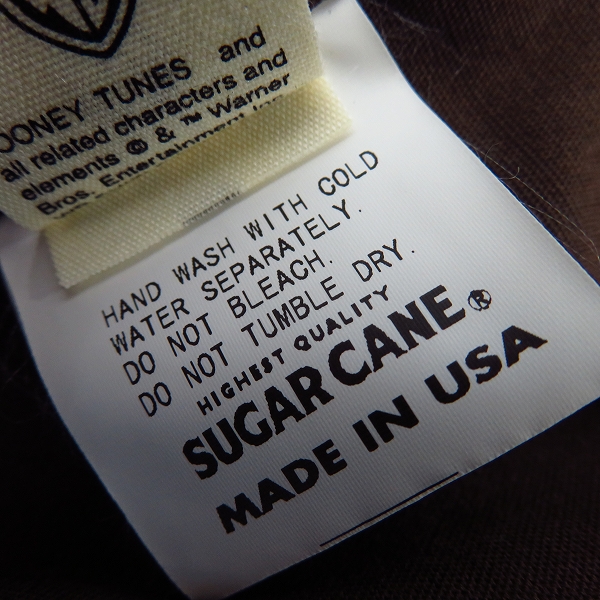 LOONEY TUNES and
all related characters and
elements © & ™ Warner
Bros. Entertainment Inc.
HAND WASH WITH COLD
WATER SEPARATELY.
DO NOT BLEACH.
DO NOT TUMBLE DRY.
HIGHEST QUALITY
SUGAR CANE®
MADE IN USA